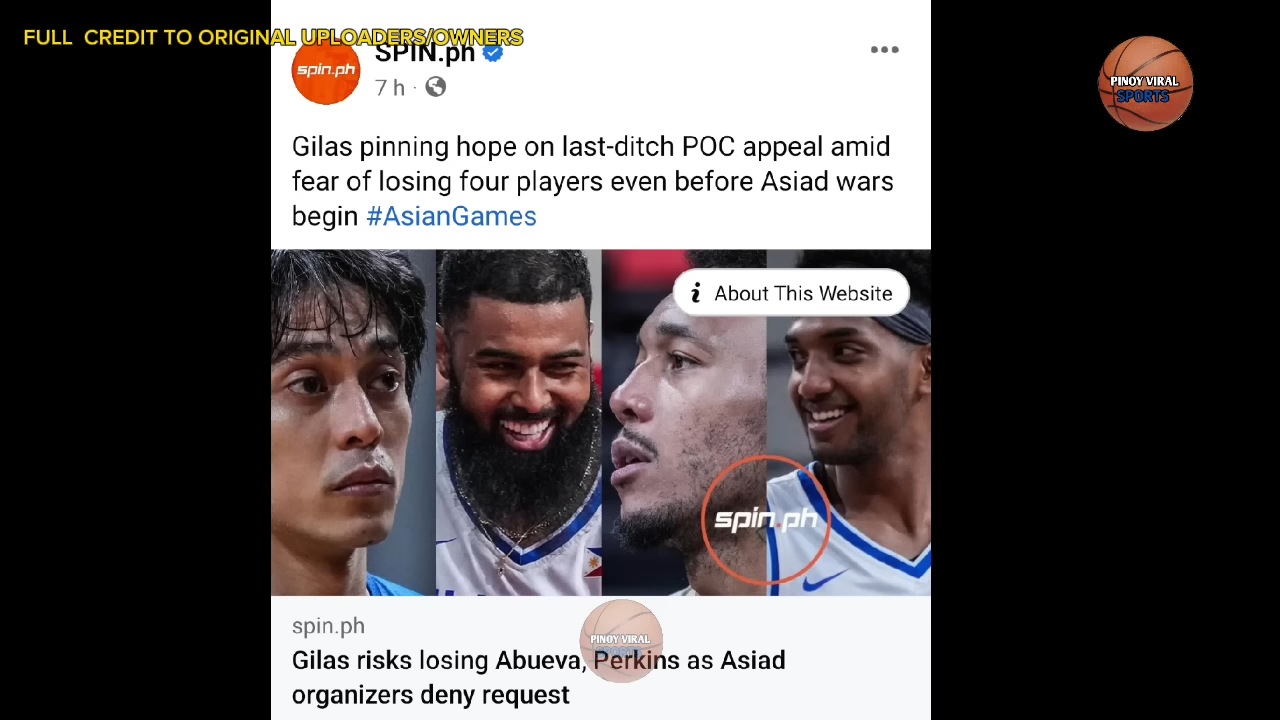 FULL CREDIT TO ORIGINAL UPLOADERS/OWNERS
spin.ph
SPIN.ph
7 h ·
PINOY VIRAL
SPORTS
Gilas pinning hope on last-ditch POC appeal amid
fear of losing four players even before Asiad wars
begin #AsianGames
About This Website
spin.ph
spin.ph
PINOY VIRAL
SPORTS
Gilas risks losing Abueva, Perkins as Asiad
organizers deny request